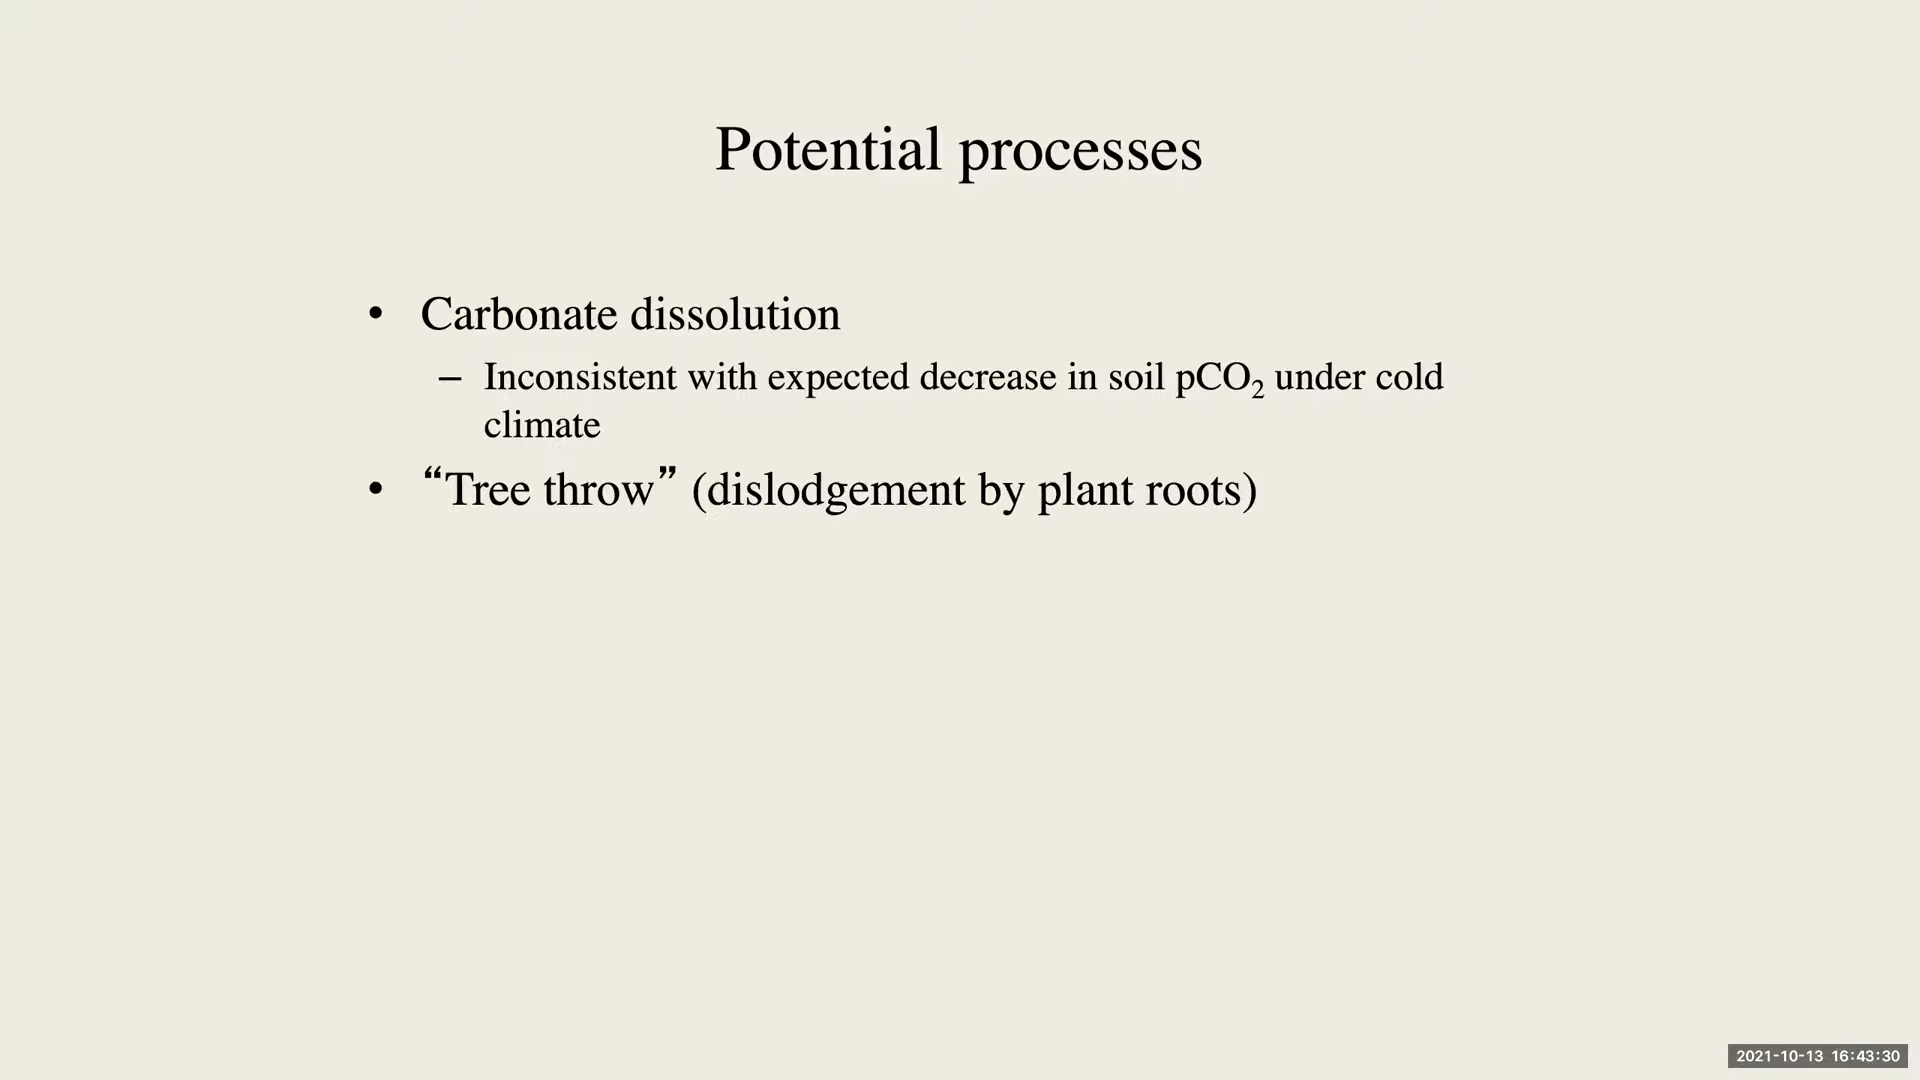 Potential processes
• Carbonate dissolution
– Inconsistent with expected decrease in soil pCO₂ under cold
climate
• “Tree throw” (dislodgement by plant roots)
2021-10-13 16:43:30